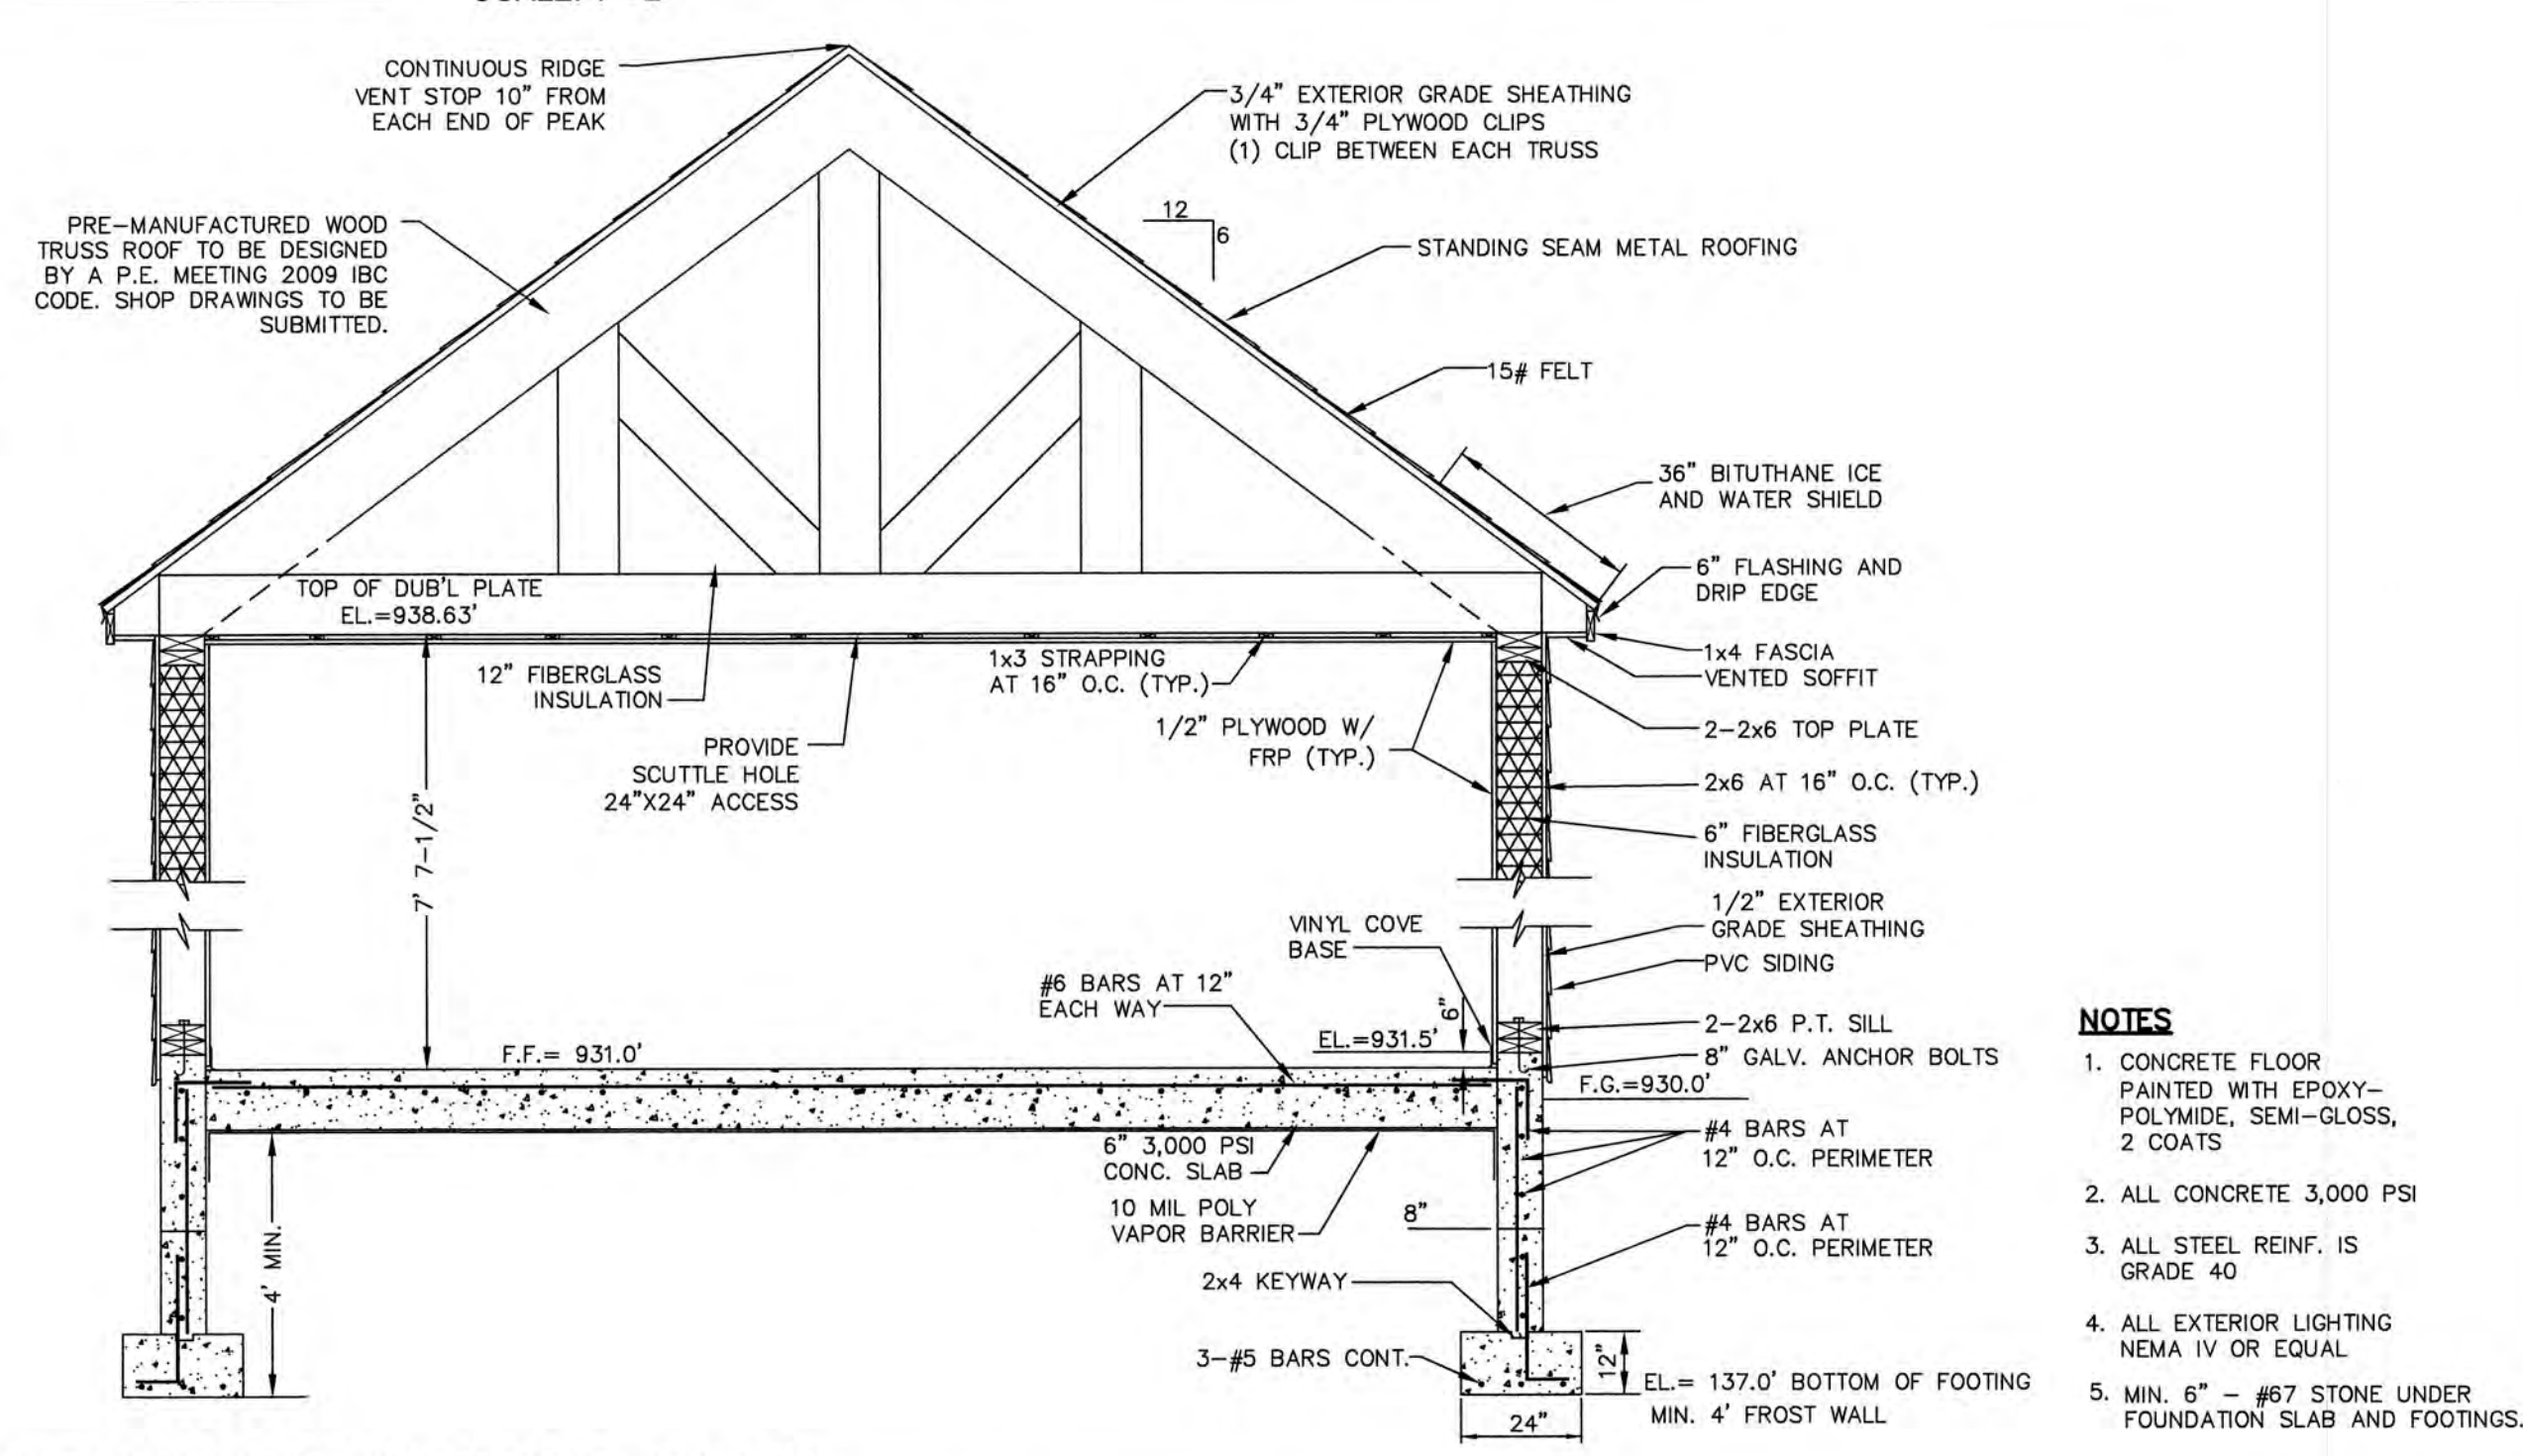 CONTINUOUS RIDGE
VENT STOP 10" FROM
EACH END OF PEAK
3/4" EXTERIOR GRADE SHEATHING
WITH 3/4" PLYWOOD CLIPS
(1) CLIP BETWEEN EACH TRUSS
12
6
PRE-MANUFACTURED WOOD
TRUSS ROOF TO BE DESIGNED
BY A P.E. MEETING 2009 IBC
CODE. SHOP DRAWINGS TO BE
SUBMITTED.
STANDING SEAM METAL ROOFING
15# FELT
36" BITUTHANE ICE
AND WATER SHIELD
6" FLASHING AND
DRIP EDGE
TOP OF DUB'L PLATE
EL.=938.63'
12" FIBERGLASS
INSULATION
1x3 STRAPPING
AT 16" O.C. (TYP.)
1x4 FASCIA
VENTED SOFFIT
PROVIDE
SCUTTLE HOLE
24"X24" ACCESS
1/2" PLYWOOD W/
FRP (TYP.)
2-2x6 TOP PLATE
2x6 AT 16" O.C. (TYP.)
6" FIBERGLASS
INSULATION
7' 7-1/2"
1/2" EXTERIOR
GRADE SHEATHING
PVC SIDING
VINYL COVE
BASE
#6 BARS AT 12"
EACH WAY
6"
EL.=931.5'
2-2x6 P.T. SILL
8" GALV. ANCHOR BOLTS
F.F.= 931.0'
F.G.=930.0'
6" 3,000 PSI
CONC. SLAB
#4 BARS AT
12" O.C. PERIMETER
10 MIL POLY
VAPOR BARRIER
8"
#4 BARS AT
12" O.C. PERIMETER
4' MIN.
2x4 KEYWAY
3-#5 BARS CONT.
12"
24"
EL.= 137.0' BOTTOM OF FOOTING
MIN. 4' FROST WALL
NOTES
1. CONCRETE FLOOR
PAINTED WITH EPOXY-
POLYMIDE, SEMI-GLOSS,
2 COATS
2. ALL CONCRETE 3,000 PSI
3. ALL STEEL REINF. IS
GRADE 40
4. ALL EXTERIOR LIGHTING
NEMA IV OR EQUAL
5. MIN. 6" - #67 STONE UNDER
FOUNDATION SLAB AND FOOTINGS.